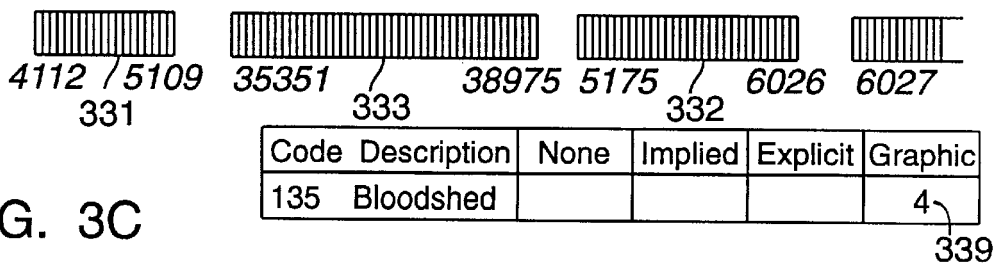 4112 5109 35351 38975 5175 6026 6027
331 333 332
Code Description None Implied Explicit Graphic
135 Bloodshed 4
G. 3C
339